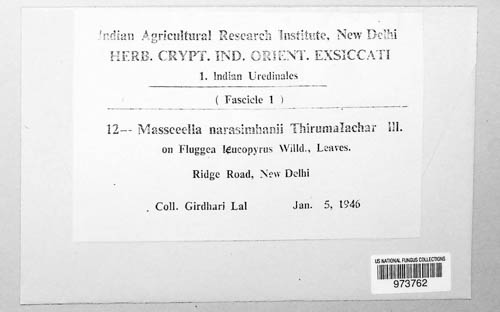 Indian Agricultural Research Institute, New Delhi
HERB. CRYPT. IND. ORIENT. EXSICCATI
1. Indian Uredinales
( Fascicle 1 )
12-- Massceella narasimhanii Thirumalachar Ill.
on Fluggea leucopyrus Willd., Leaves.
Ridge Road, New Delhi
Coll. Girdhari Lal Jan. 5, 1946
US NATIONAL FUNGUS COLLECTIONS
973762